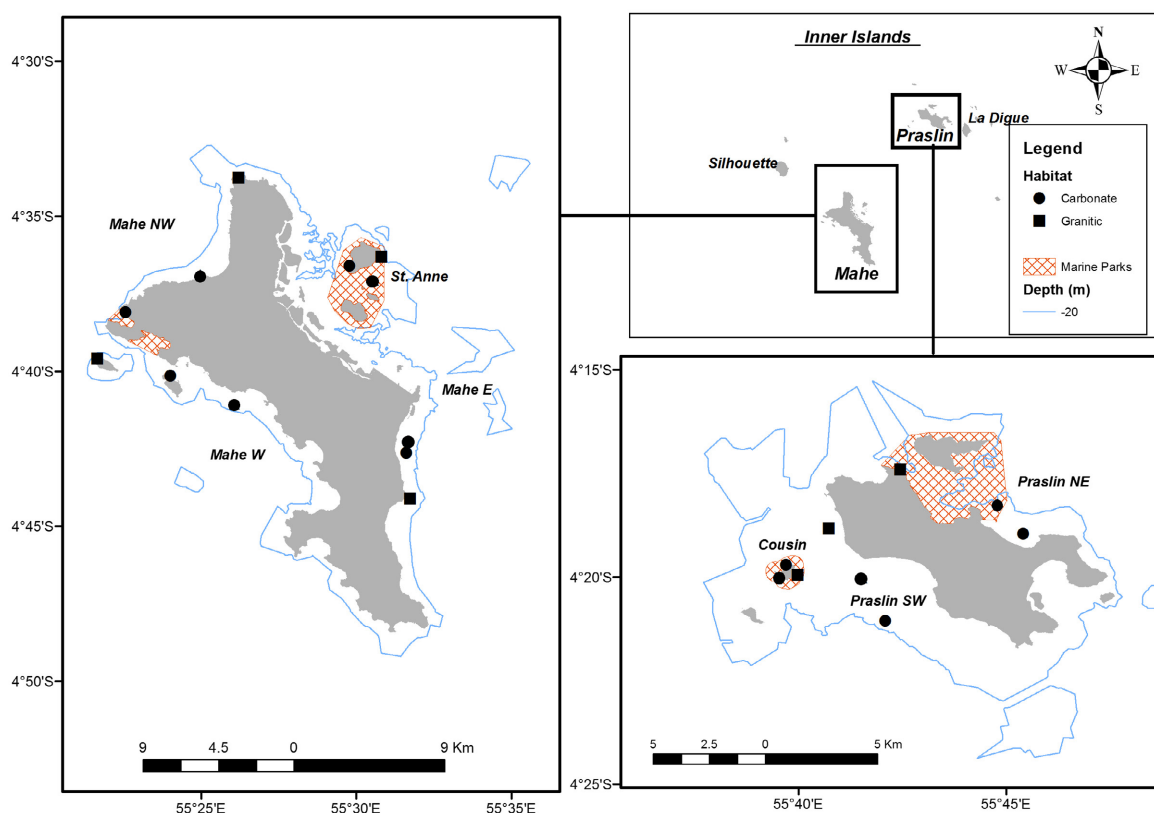 4°30'S
4°35'S
4°40'S
4°45'S
4°50'S
Mahe NW
St. Anne
Mahe E
Mahe W
9 4.5 0 9 Km
55°25'E 55°30'E 55°35'E
Inner Islands
N
W E
S
La Digue
Praslin
Silhouette
Mahe
Legend
Habitat
Carbonate
Granitic
Marine Parks
Depth (m)
-20
4°15'S
4°20'S
4°25'S
Praslin NE
Cousin
Praslin SW
5 2.5 0 5 Km
55°40'E 55°45'E